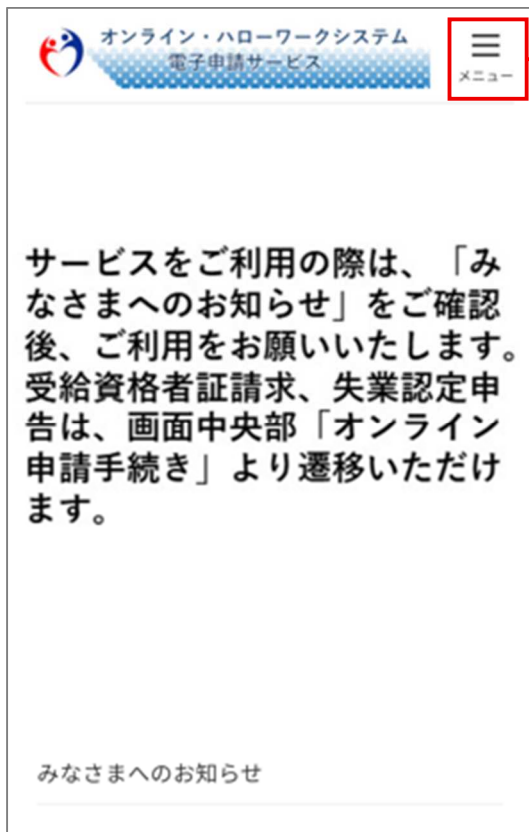 オンライン・ハローワークシステム
電子申請サービス
メニュー
サービスをご利用の際は、「み
なさまへのお知らせ」をご確認
後、ご利用をお願いいたします。
受給資格者証請求、失業認定申
告は、画面中央部「オンライン
申請手続き」より遷移いただけ
ます。
みなさまへのお知らせ